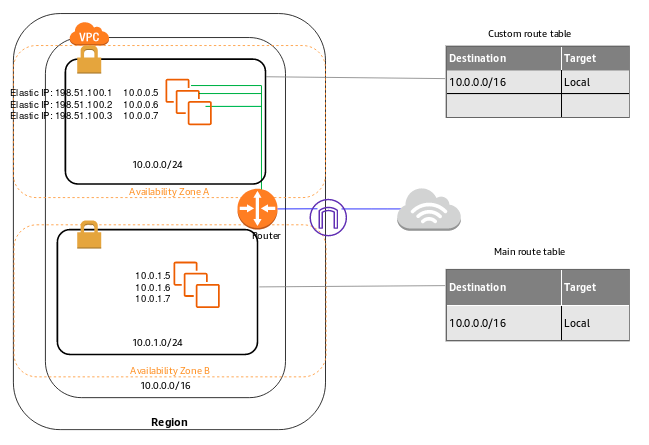 VPC
Elastic IP: 198.51.100.1 10.0.0.5
Elastic IP: 198.51.100.2 10.0.0.6
Elastic IP: 198.51.100.3 10.0.0.7
10.0.0.0/24
Availability Zone A
Router
10.0.1.5
10.0.1.6
10.0.1.7
10.0.1.0/24
Availability Zone B
10.0.0.0/16
Region
Custom route table
Destination Target
10.0.0.0/16 Local
Main route table
Destination Target
10.0.0.0/16 Local